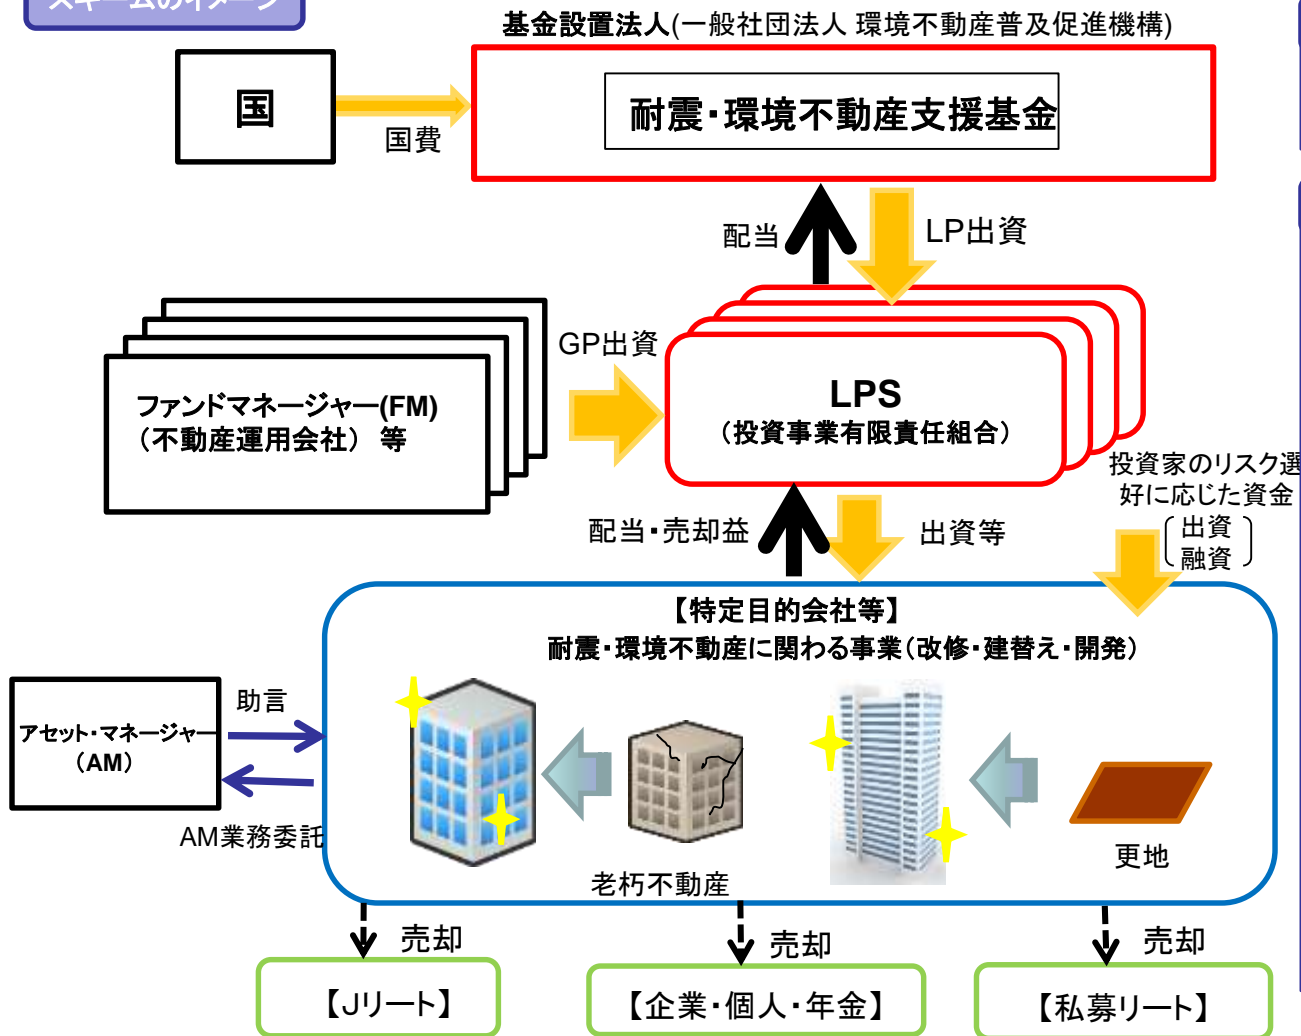 スキームのイメージ
基金設置法人(一般社団法人 環境不動産普及促進機構)
国
国費
耐震・環境不動産支援基金
配当
LP出資
GP出資
ファンドマネージャー(FM)
(不動産運用会社) 等
LPS
(投資事業有限責任組合)
投資家のリスク選
好に応じた資金
出資
融資
配当・売却益
出資等
【特定目的会社等】
耐震・環境不動産に関わる事業(改修・建替え・開発)
助言
アセット・マネージャー
(AM)
AM業務委託
老朽不動産
更地
売却
売却
売却
【Jリート】
【企業・個人・年金】
【私募リート】